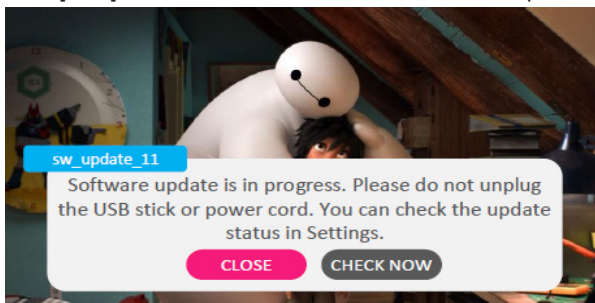 sw_update_11
Software update is in progress. Please do not unplug
the USB stick or power cord. You can check the update
status in Settings.
CLOSE
CHECK NOW